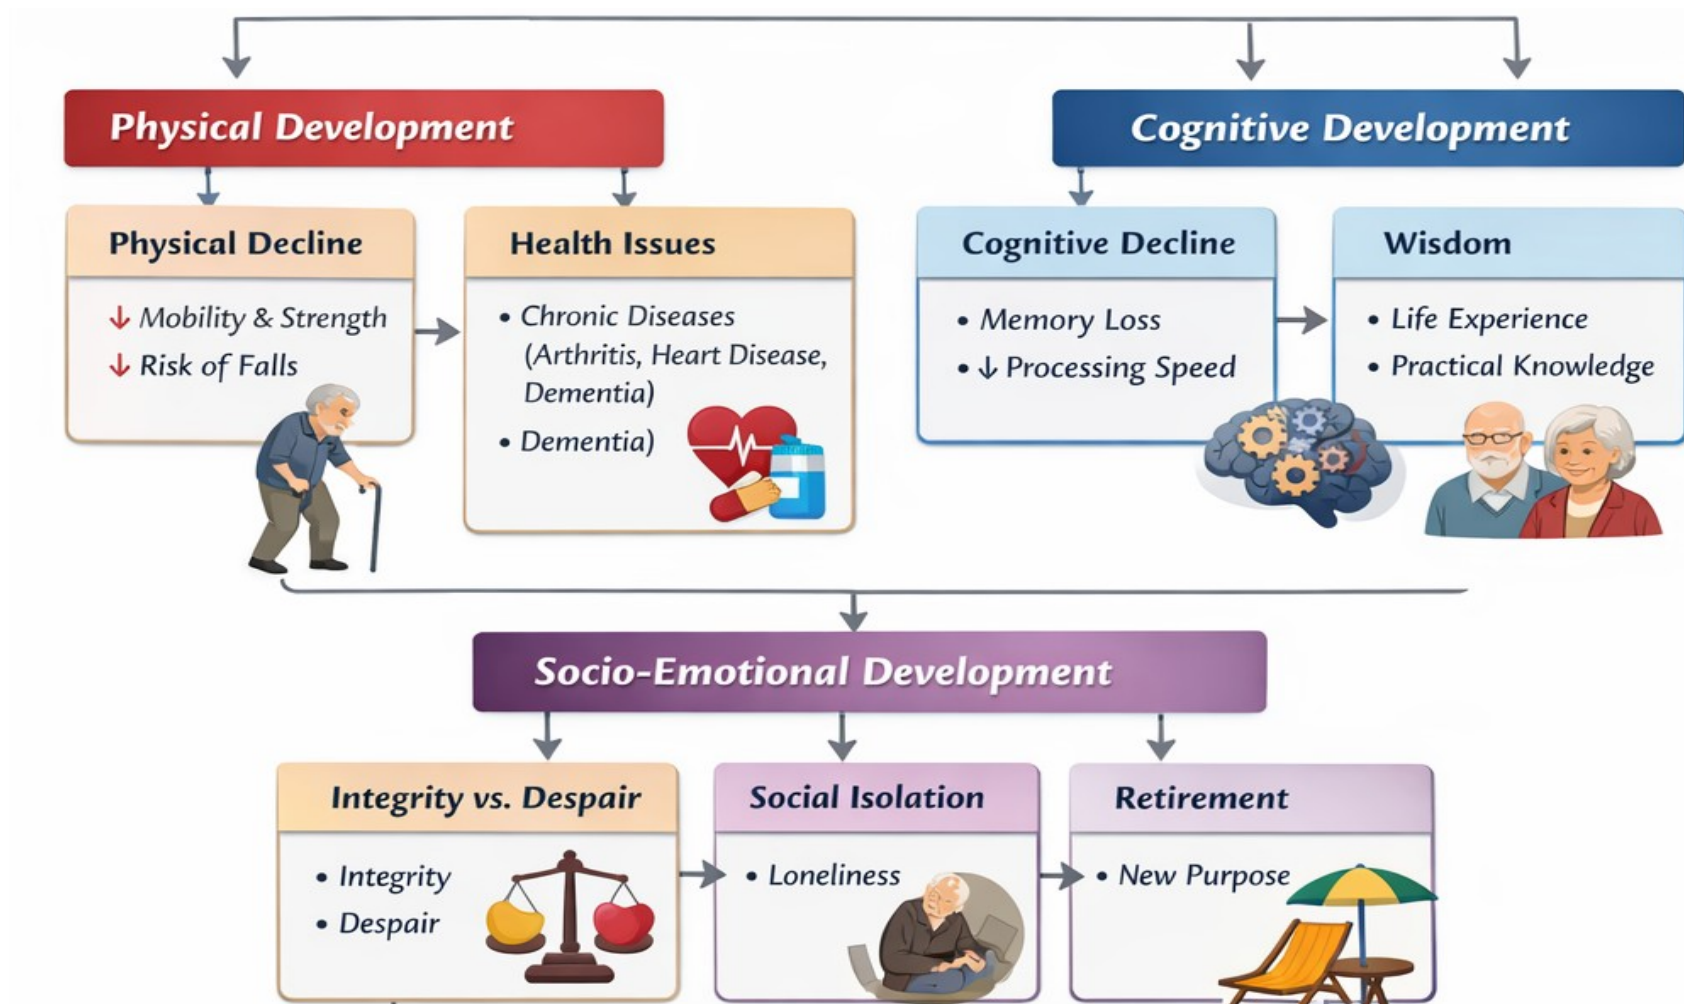 Physical Development
Cognitive Development
Physical Decline
↓ Mobility & Strength
↓ Risk of Falls
Health Issues
• Chronic Diseases
(Arthritis, Heart Disease,
Dementia)
• Dementia)
Cognitive Decline
• Memory Loss
• ↓ Processing Speed
Wisdom
• Life Experience
• Practical Knowledge
Socio-Emotional Development
Integrity vs. Despair
• Integrity
• Despair
Social Isolation
• Loneliness
Retirement
• New Purpose